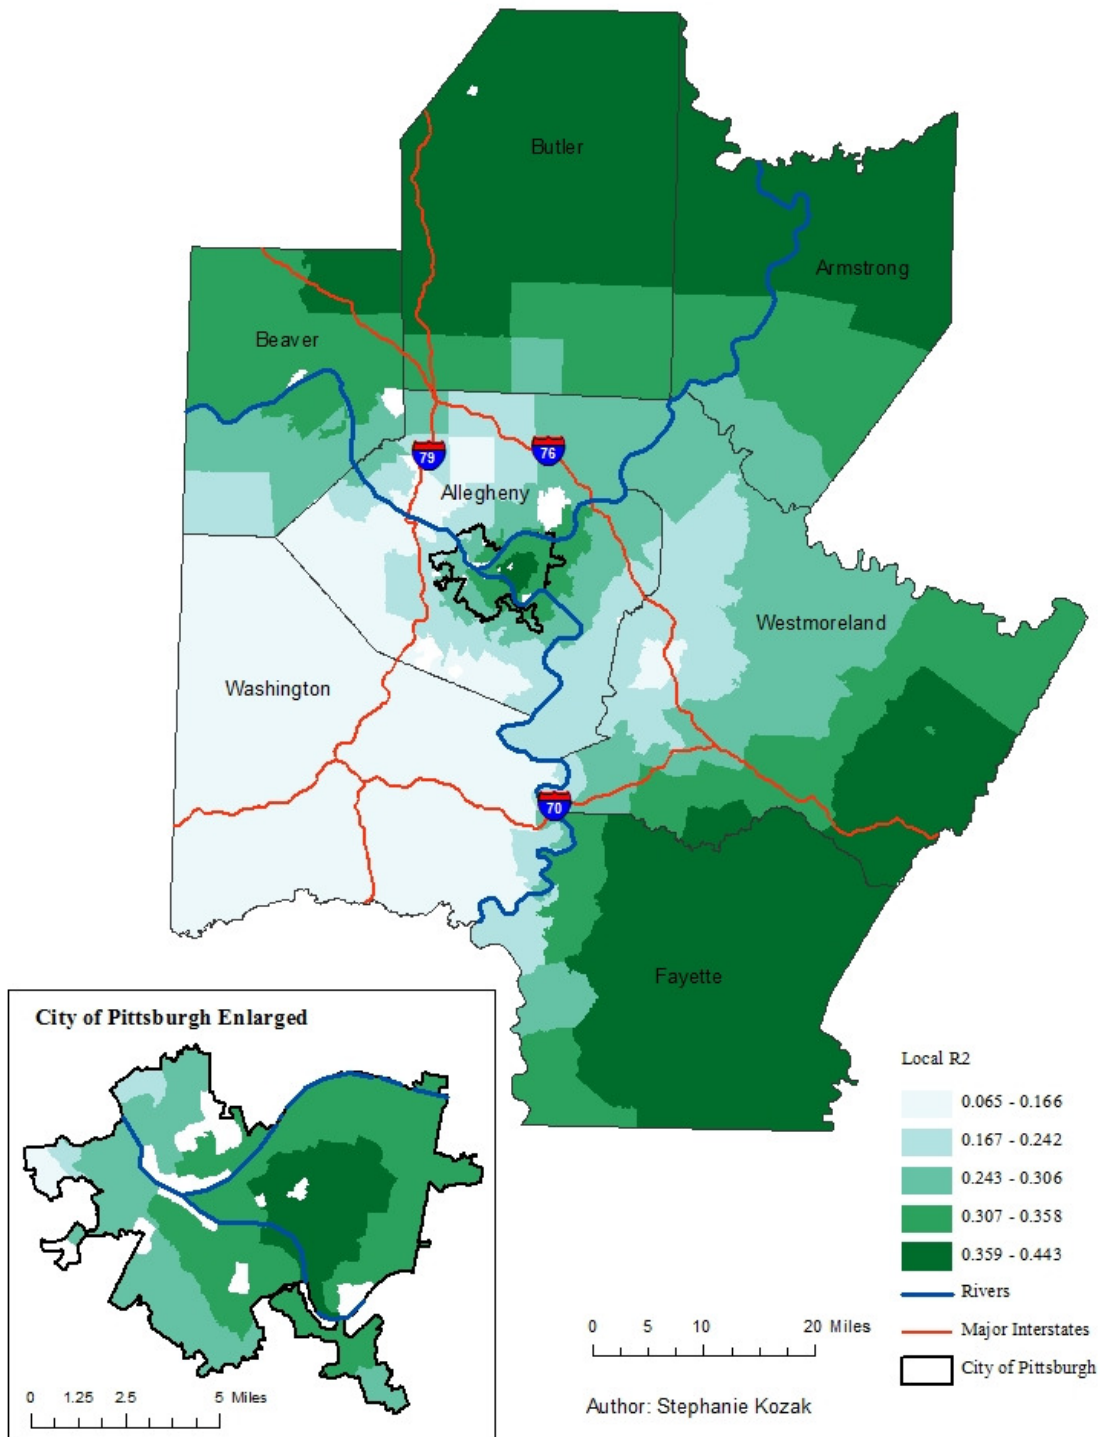 Butler
Armstrong
Beaver
79
76
Allegheny
Westmoreland
Washington
70
Fayette
City of Pittsburgh Enlarged
0 1.25 2.5 5 Miles
Local R2
0.065 - 0.166
0.167 - 0.242
0.243 - 0.306
0.307 - 0.358
0.359 - 0.443
Rivers
Major Interstates
City of Pittsburgh
0 5 10 20 Miles
Author: Stephanie Kozak